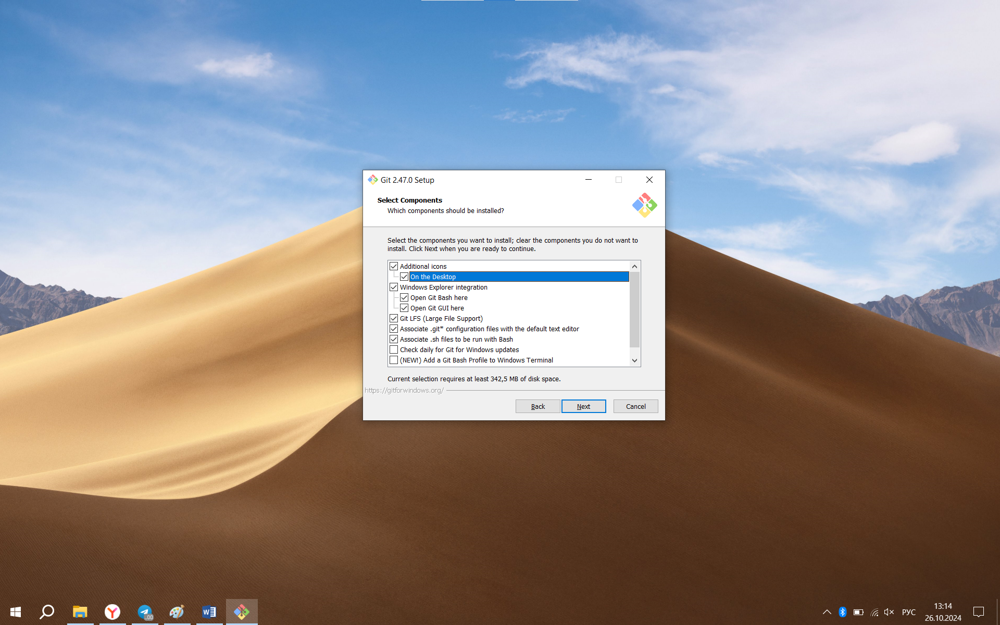 Git 2.47.0 Setup
Select Components
Which components should be installed?
Select the components you want to install; clear the components you do not want to
install. Click Next when you are ready to continue.
Additional icons
On the Desktop
Windows Explorer integration
Open Git Bash here
Open Git GUI here
Git LFS (Large File Support)
Associate .git* configuration files with the default text editor
Associate .sh files to be run with Bash
Check daily for Git for Windows updates
(NEW!) Add a Git Bash Profile to Windows Terminal
Current selection requires at least 342,5 MB of disk space.
https://gitforwindows.org/
Back Next Cancel
..00
РУС
13:14
26.10.2024